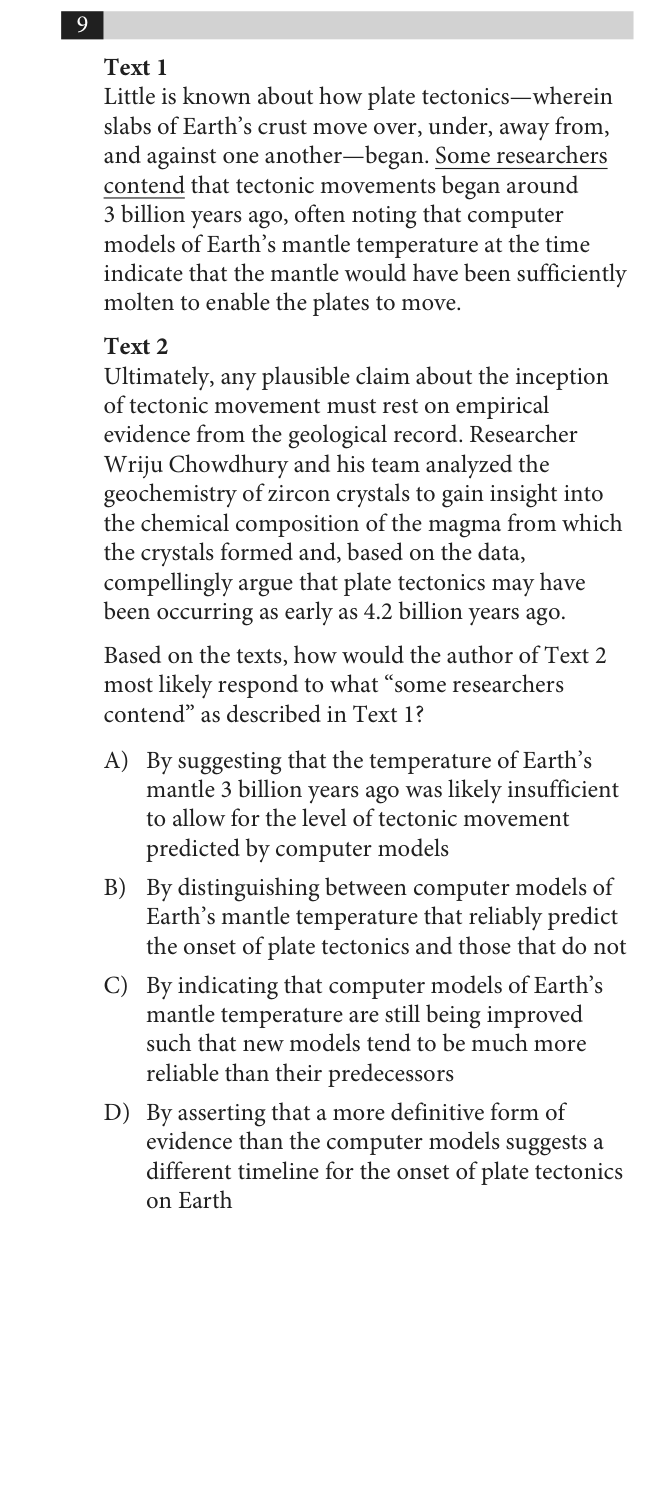 9
Text 1
Little is known about how plate tectonics—wherein
slabs of Earth’s crust move over, under, away from,
and against one another—began. Some researchers
contend that tectonic movements began around
3 billion years ago, often noting that computer
models of Earth’s mantle temperature at the time
indicate that the mantle would have been sufficiently
molten to enable the plates to move.
Text 2
Ultimately, any plausible claim about the inception
of tectonic movement must rest on empirical
evidence from the geological record. Researcher
Wriju Chowdhury and his team analyzed the
geochemistry of zircon crystals to gain insight into
the chemical composition of the magma from which
the crystals formed and, based on the data,
compellingly argue that plate tectonics may have
been occurring as early as 4.2 billion years ago.
Based on the texts, how would the author of Text 2
most likely respond to what “some researchers
contend” as described in Text 1?
A) By suggesting that the temperature of Earth’s
mantle 3 billion years ago was likely insufficient
to allow for the level of tectonic movement
predicted by computer models
B) By distinguishing between computer models of
Earth’s mantle temperature that reliably predict
the onset of plate tectonics and those that do not
C) By indicating that computer models of Earth’s
mantle temperature are still being improved
such that new models tend to be much more
reliable than their predecessors
D) By asserting that a more definitive form of
evidence than the computer models suggests a
different timeline for the onset of plate tectonics
on Earth